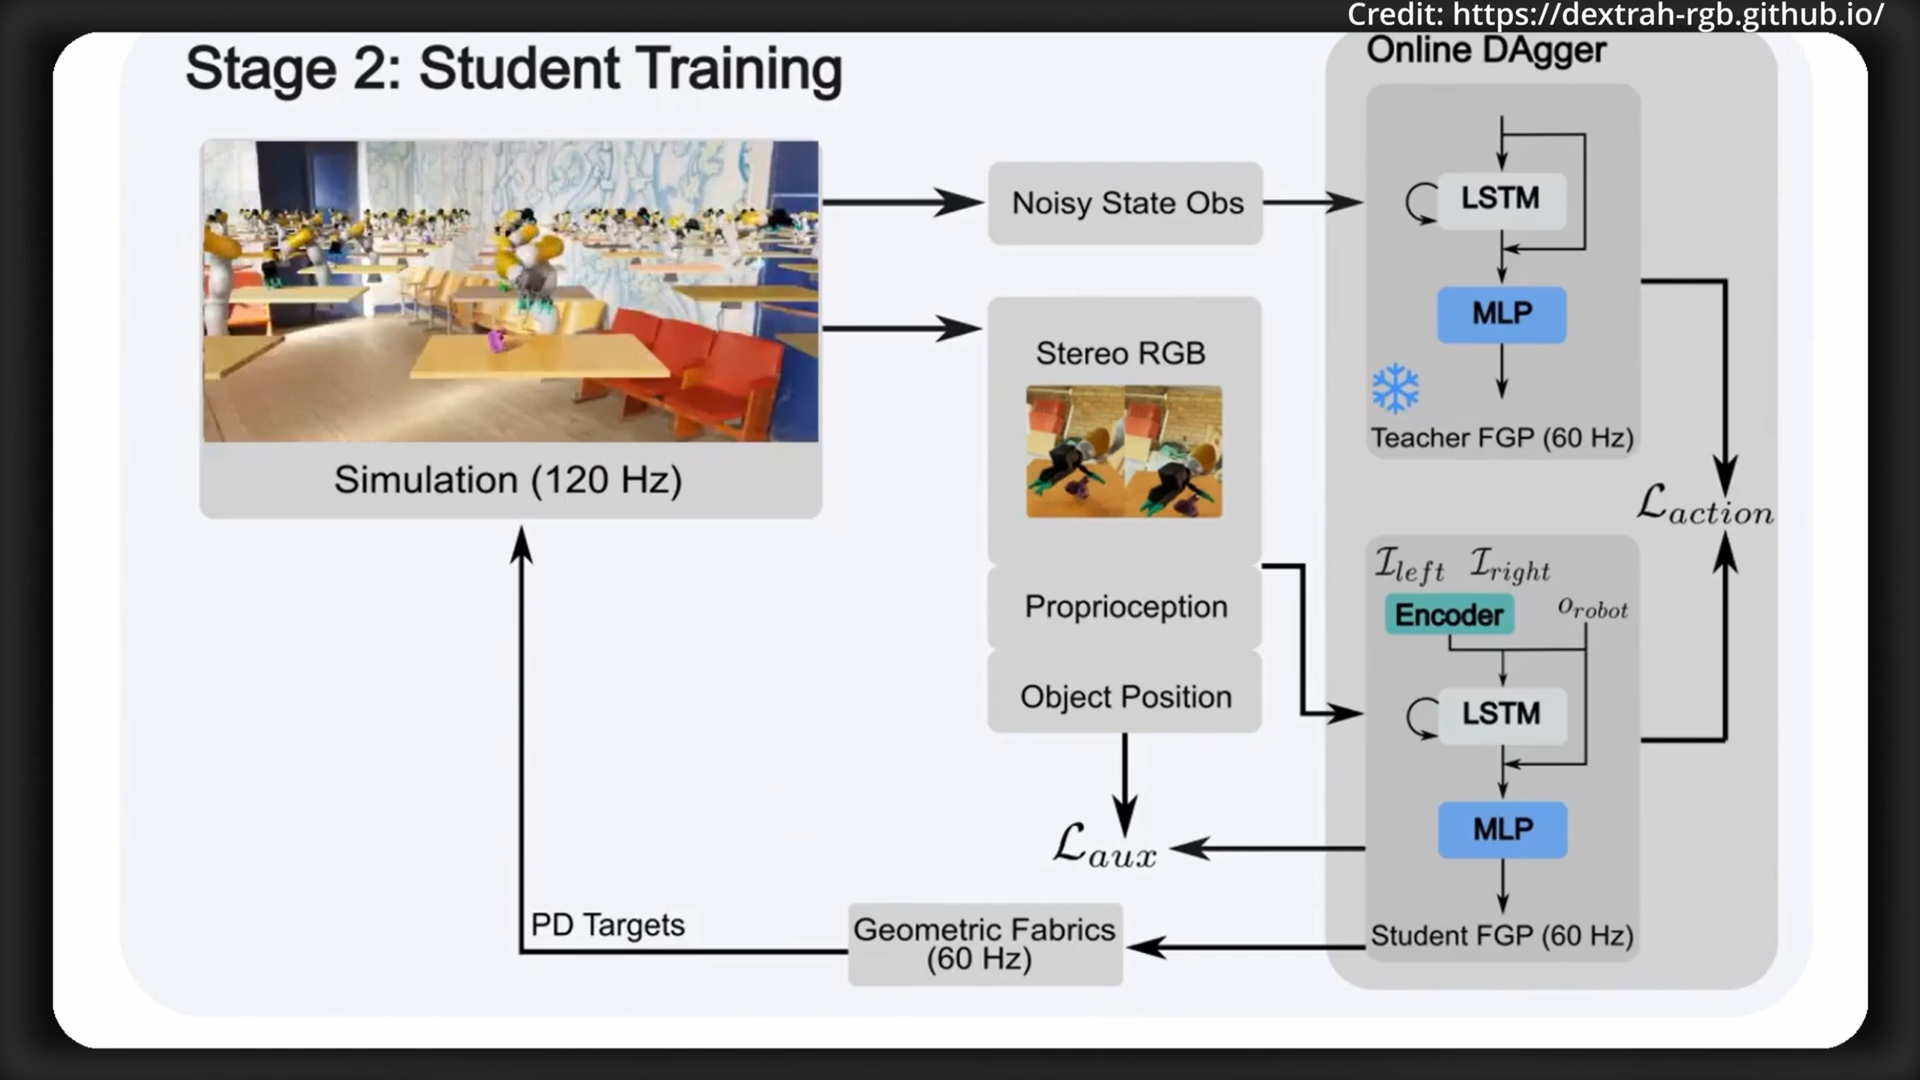 Credit: https://dextrah-rgb.github.io/
Stage 2: Student Training
Simulation (120 Hz)
Noisy State Obs
Stereo RGB
Proprioception
Object Position
ℒaux
Geometric Fabrics
(60 Hz)
PD Targets
Online DAgger
LSTM
MLP
Teacher FGP (60 Hz)
ℒaction
ℐleft ℐright
Encoder
orobot
LSTM
MLP
Student FGP (60 Hz)